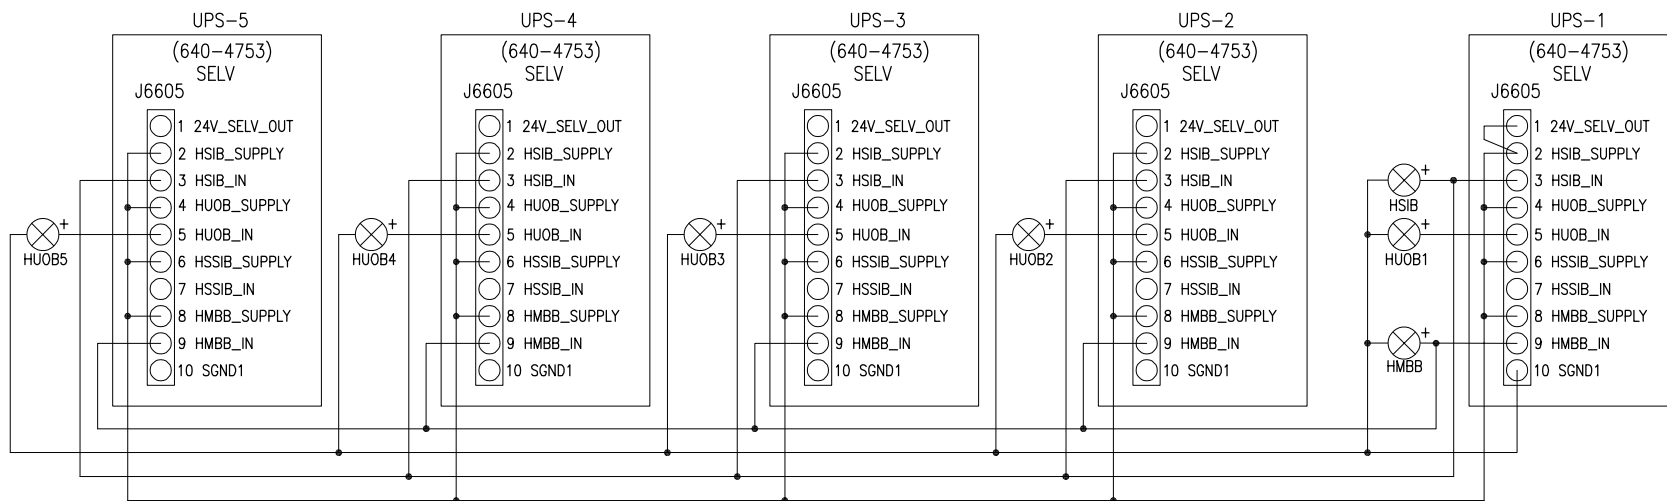 UPS-5
(640-4753)
SELV
J6605
1 24V_SELV_OUT
2 HSIB_SUPPLY
3 HSIB_IN
4 HUOB_SUPPLY
5 HUOB_IN
6 HSSIB_SUPPLY
7 HSSIB_IN
8 HMBB_SUPPLY
9 HMBB_IN
10 SGND1
+
HUOB5
UPS-4
(640-4753)
SELV
J6605
1 24V_SELV_OUT
2 HSIB_SUPPLY
3 HSIB_IN
4 HUOB_SUPPLY
5 HUOB_IN
6 HSSIB_SUPPLY
7 HSSIB_IN
8 HMBB_SUPPLY
9 HMBB_IN
10 SGND1
+
HUOB4
UPS-3
(640-4753)
SELV
J6605
1 24V_SELV_OUT
2 HSIB_SUPPLY
3 HSIB_IN
4 HUOB_SUPPLY
5 HUOB_IN
6 HSSIB_SUPPLY
7 HSSIB_IN
8 HMBB_SUPPLY
9 HMBB_IN
10 SGND1
+
HUOB3
UPS-2
(640-4753)
SELV
J6605
1 24V_SELV_OUT
2 HSIB_SUPPLY
3 HSIB_IN
4 HUOB_SUPPLY
5 HUOB_IN
6 HSSIB_SUPPLY
7 HSSIB_IN
8 HMBB_SUPPLY
9 HMBB_IN
10 SGND1
+
HUOB2
UPS-1
(640-4753)
SELV
J6605
1 24V_SELV_OUT
2 HSIB_SUPPLY
3 HSIB_IN
4 HUOB_SUPPLY
5 HUOB_IN
6 HSSIB_SUPPLY
7 HSSIB_IN
8 HMBB_SUPPLY
9 HMBB_IN
10 SGND1
+
HSIB
+
HUOB1
+
HMBB